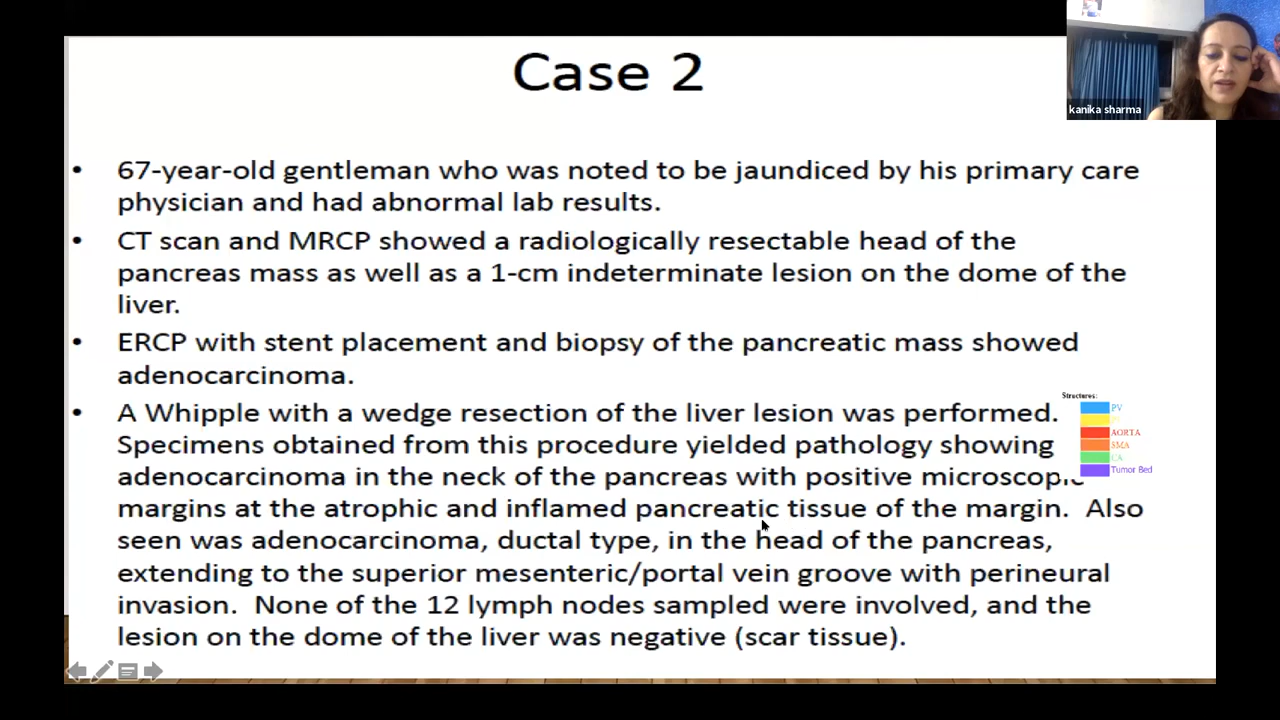 Case 2
kanika sharma
• 67-year-old gentleman who was noted to be jaundiced by his primary care
physician and had abnormal lab results.
• CT scan and MRCP showed a radiologically resectable head of the
pancreas mass as well as a 1-cm indeterminate lesion on the dome of the
liver.
• ERCP with stent placement and biopsy of the pancreatic mass showed
adenocarcinoma.
• A Whipple with a wedge resection of the liver lesion was performed.
Specimens obtained from this procedure yielded pathology showing
adenocarcinoma in the neck of the pancreas with positive microscopic
margins at the atrophic and inflamed pancreatic tissue of the margin. Also
seen was adenocarcinoma, ductal type, in the head of the pancreas,
extending to the superior mesenteric/portal vein groove with perineural
invasion. None of the 12 lymph nodes sampled were involved, and the
lesion on the dome of the liver was negative (scar tissue).
Structures:
PV
AORTA
SMA
CA
Tumor Bed